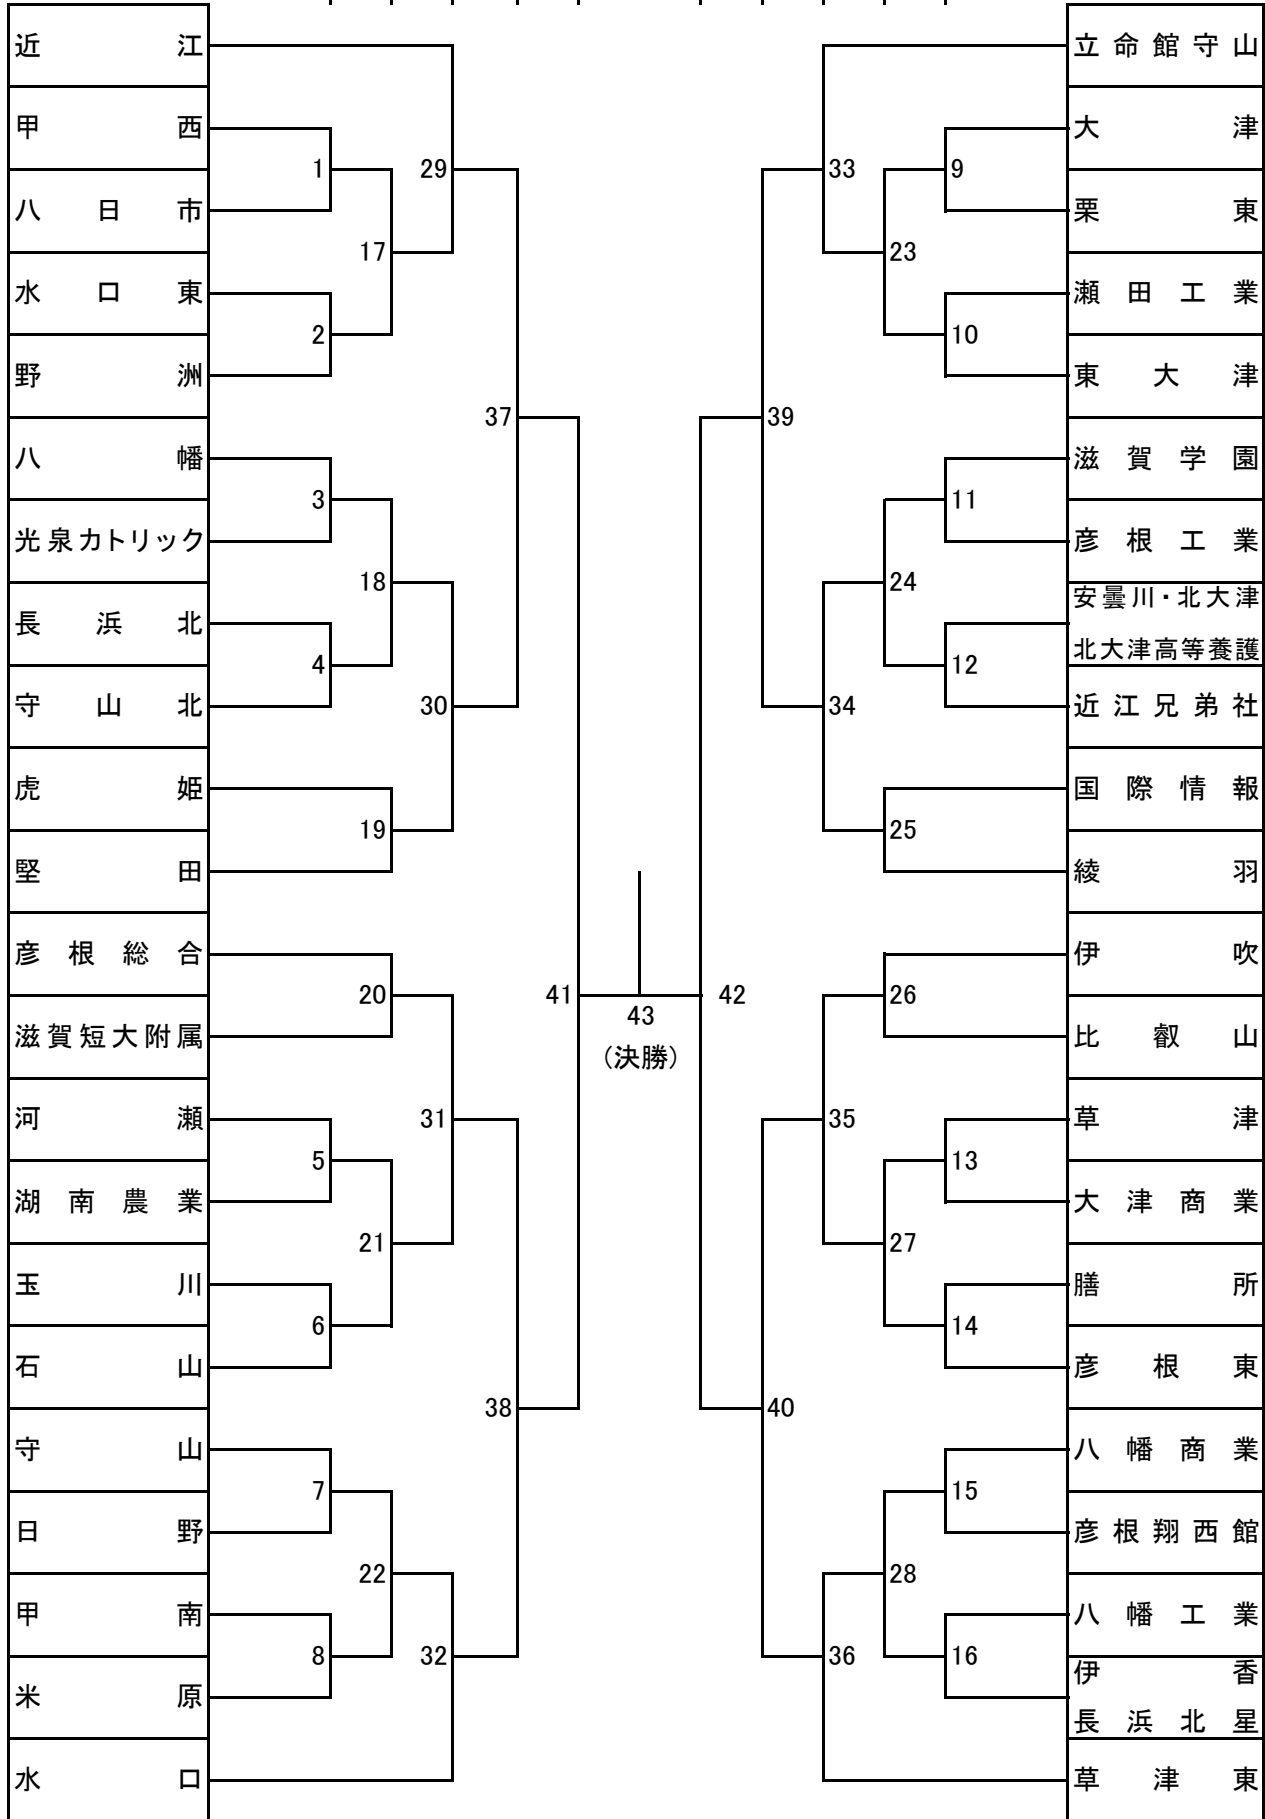 近江
甲西
八日市
水口東
野洲
八幡
光泉カトリック
長浜北
守山北
虎姫
堅田
彦根総合
滋賀短大附属
河瀬
湖南農業
玉川
石山
守山
日野
甲南
米原
水口
1
2
3
4
5
6
7
8
17
18
19
20
21
22
29
30
31
32
37
38
41
43
(決勝)
42
39
40
33
34
35
36
23
24
25
26
27
28
9
10
11
12
13
14
15
16
立命館守山
大津
栗東
瀬田工業
東大津
滋賀学園
彦根工業
安曇川・北大津
北大津高等養護
近江兄弟社
国際情報
綾羽
伊吹
比叡山
草津
大津商業
膳所
彦根東
八幡商業
彦根翔西館
八幡工業
伊香
長浜北星
草津東